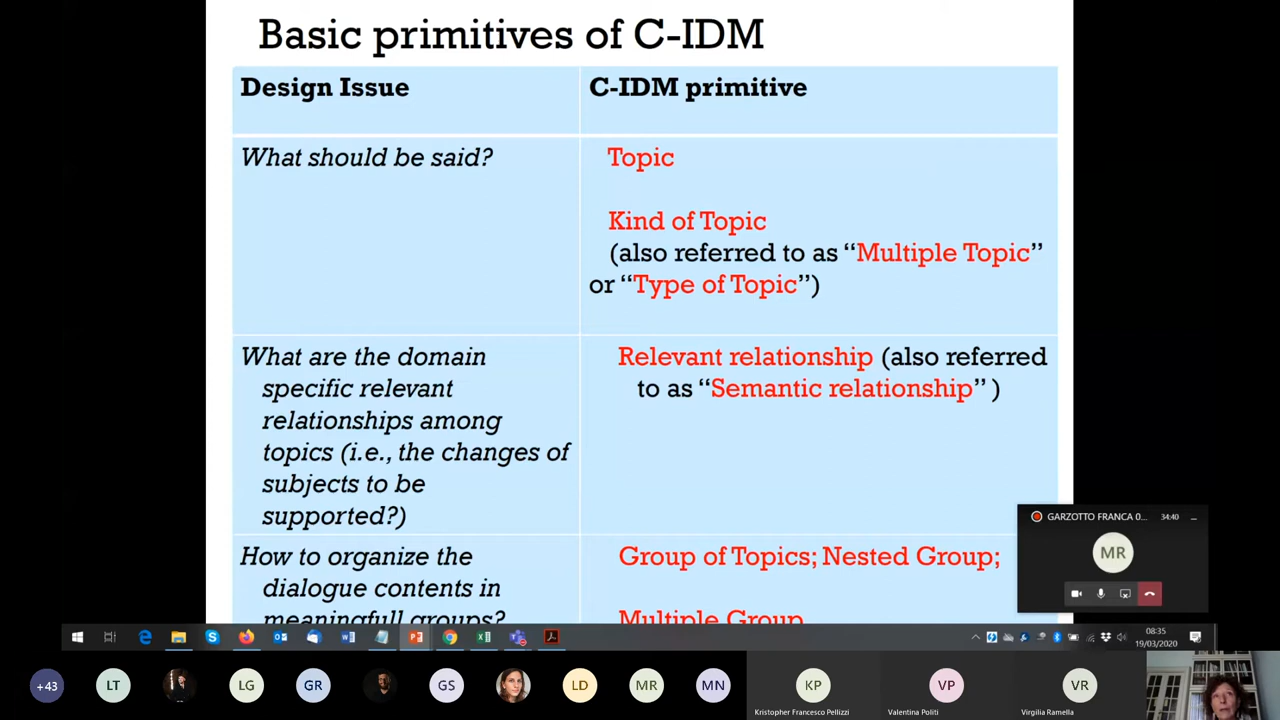 Basic primitives of C-IDM
Design Issue
C-IDM primitive
What should be said?
Topic
Kind of Topic
(also referred to as “Multiple Topic”
or “Type of Topic”)
What are the domain
specific relevant
relationships among
topics (i.e., the changes of
subjects to be
supported?)
Relevant relationship (also referred
to as “Semantic relationship” )
How to organize the
dialogue contents in
meaningfull groups?
Group of Topics; Nested Group;
Multiple Group
GARZOTTO FRANCA 0... 34:40
MR
08:35
19/03/2020
+43
LT
LG
GR
GS
LD
MR
MN
KP
Kristopher Francesco Pellizzi
VP
Valentina Politi
VR
Virgilia Ramella